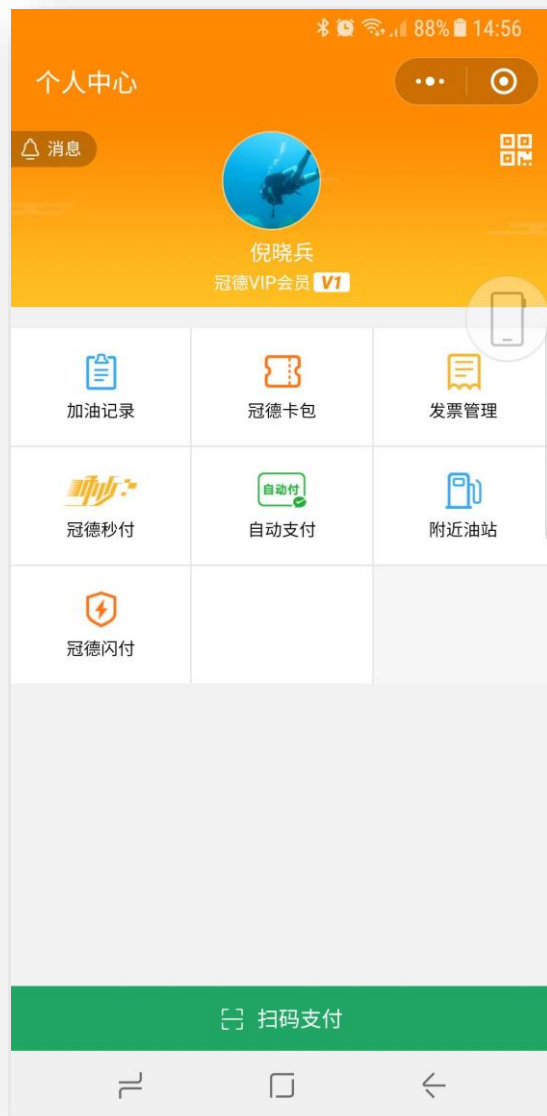 88% 14:56
个人中心
消息
倪晓兵
冠德VIP会员 V1
加油记录 冠德卡包 发票管理
秒付 自动付
冠德秒付 自动支付 附近油站
冠德闪付
扫码支付